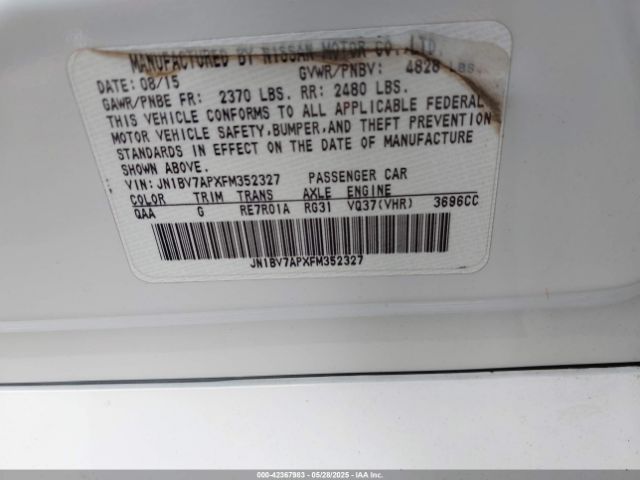 MANUFACTURED BY NISSAN MOTOR CO.,LTD.
DATE: 08/15 GVWR/PNBV: 4828 LBS.
GAWR/PNBE FR: 2370 LBS. RR: 2480 LBS.
THIS VEHICLE CONFORMS TO ALL APPLICABLE FEDERAL
MOTOR VEHICLE SAFETY,BUMPER,AND THEFT PREVENTION
STANDARDS IN EFFECT ON THE DATE OF MANUFACTURE
SHOWN ABOVE.
VIN: JN1BV7APXFM352327 PASSENGER CAR
COLOR TRIM TRANS AXLE ENGINE
QAA G RE7R01A RG31 VQ37(VHR) 3696CC
JN1BV7APXFM352327
000-42367983 - 05/28/2025 - IAA Inc.